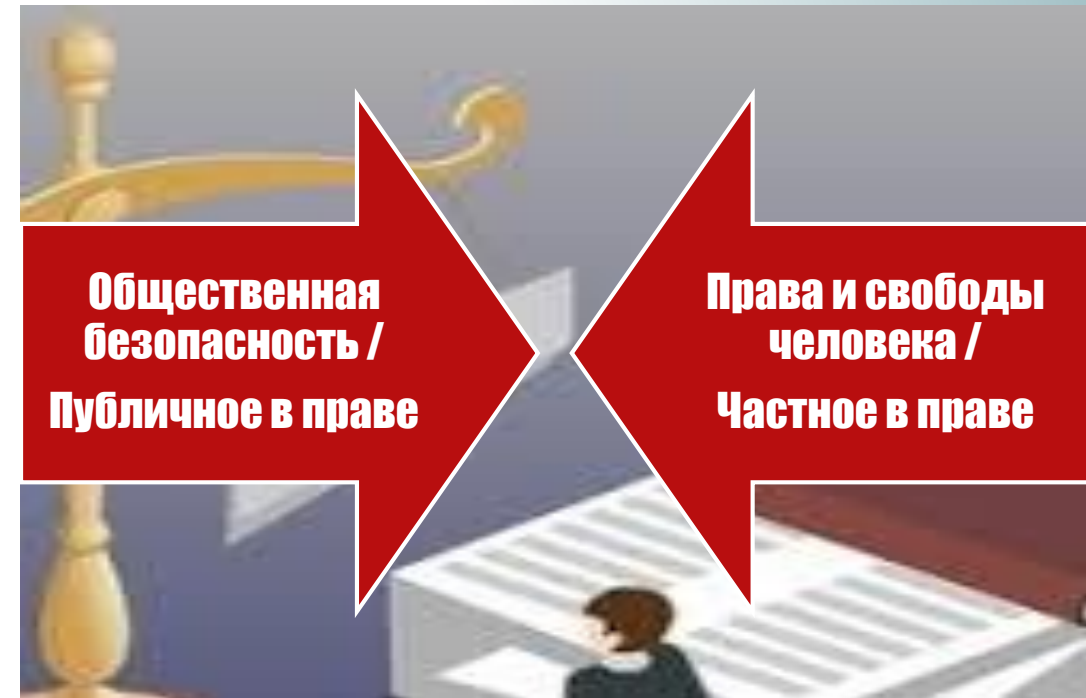 Общественная
безопасность /
Публичное в праве
Права и свободы
человека /
Частное в праве